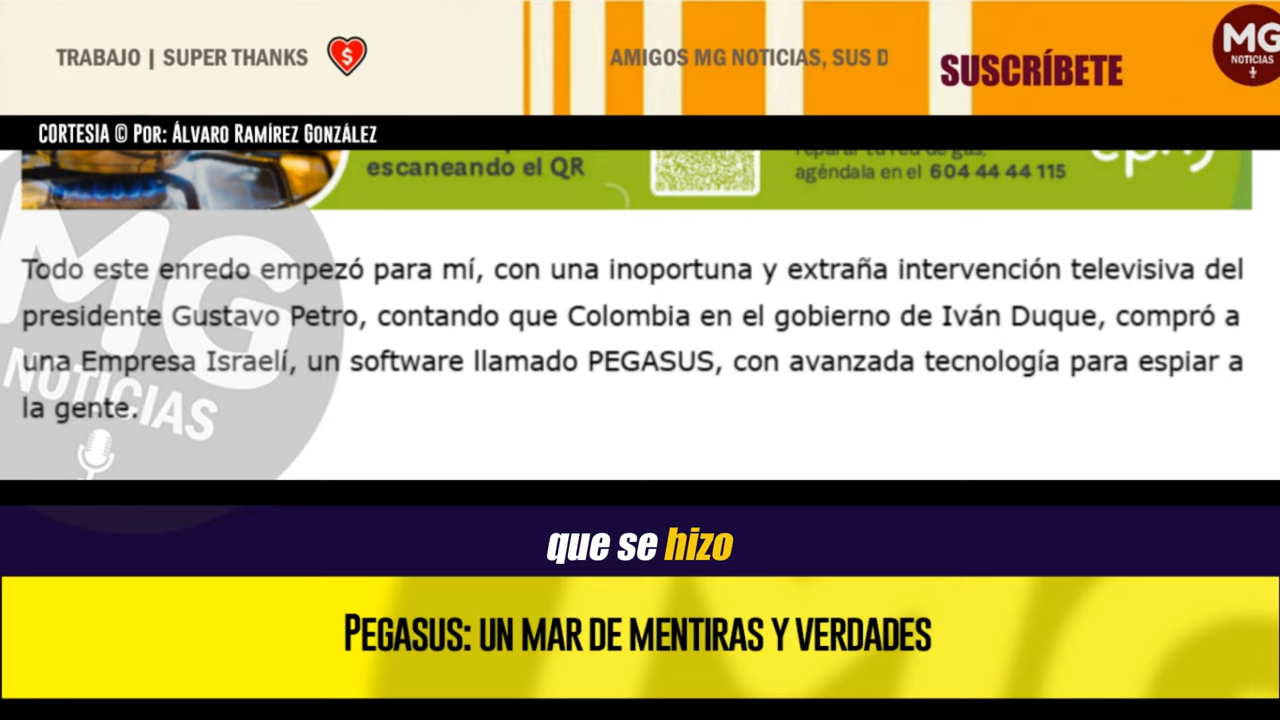 TRABAJO | SUPER THANKS
AMIGOS MG NOTICIAS, SUS D
SUSCRÍBETE
MG
NOTICIAS
CORTESIA © Por: Álvaro Ramírez González
escaneando el QR
agéndala en el 604 44 44 115
Todo este enredo empezó para mí, con una inoportuna y extraña intervención televisiva del
presidente Gustavo Petro, contando que Colombia en el gobierno de Iván Duque, compró a
una Empresa Israelí, un software llamado PEGASUS, con avanzada tecnología para espiar a
la gente.
MG
NOTICIAS
que se hizo
Pegasus: un mar de mentiras y verdades